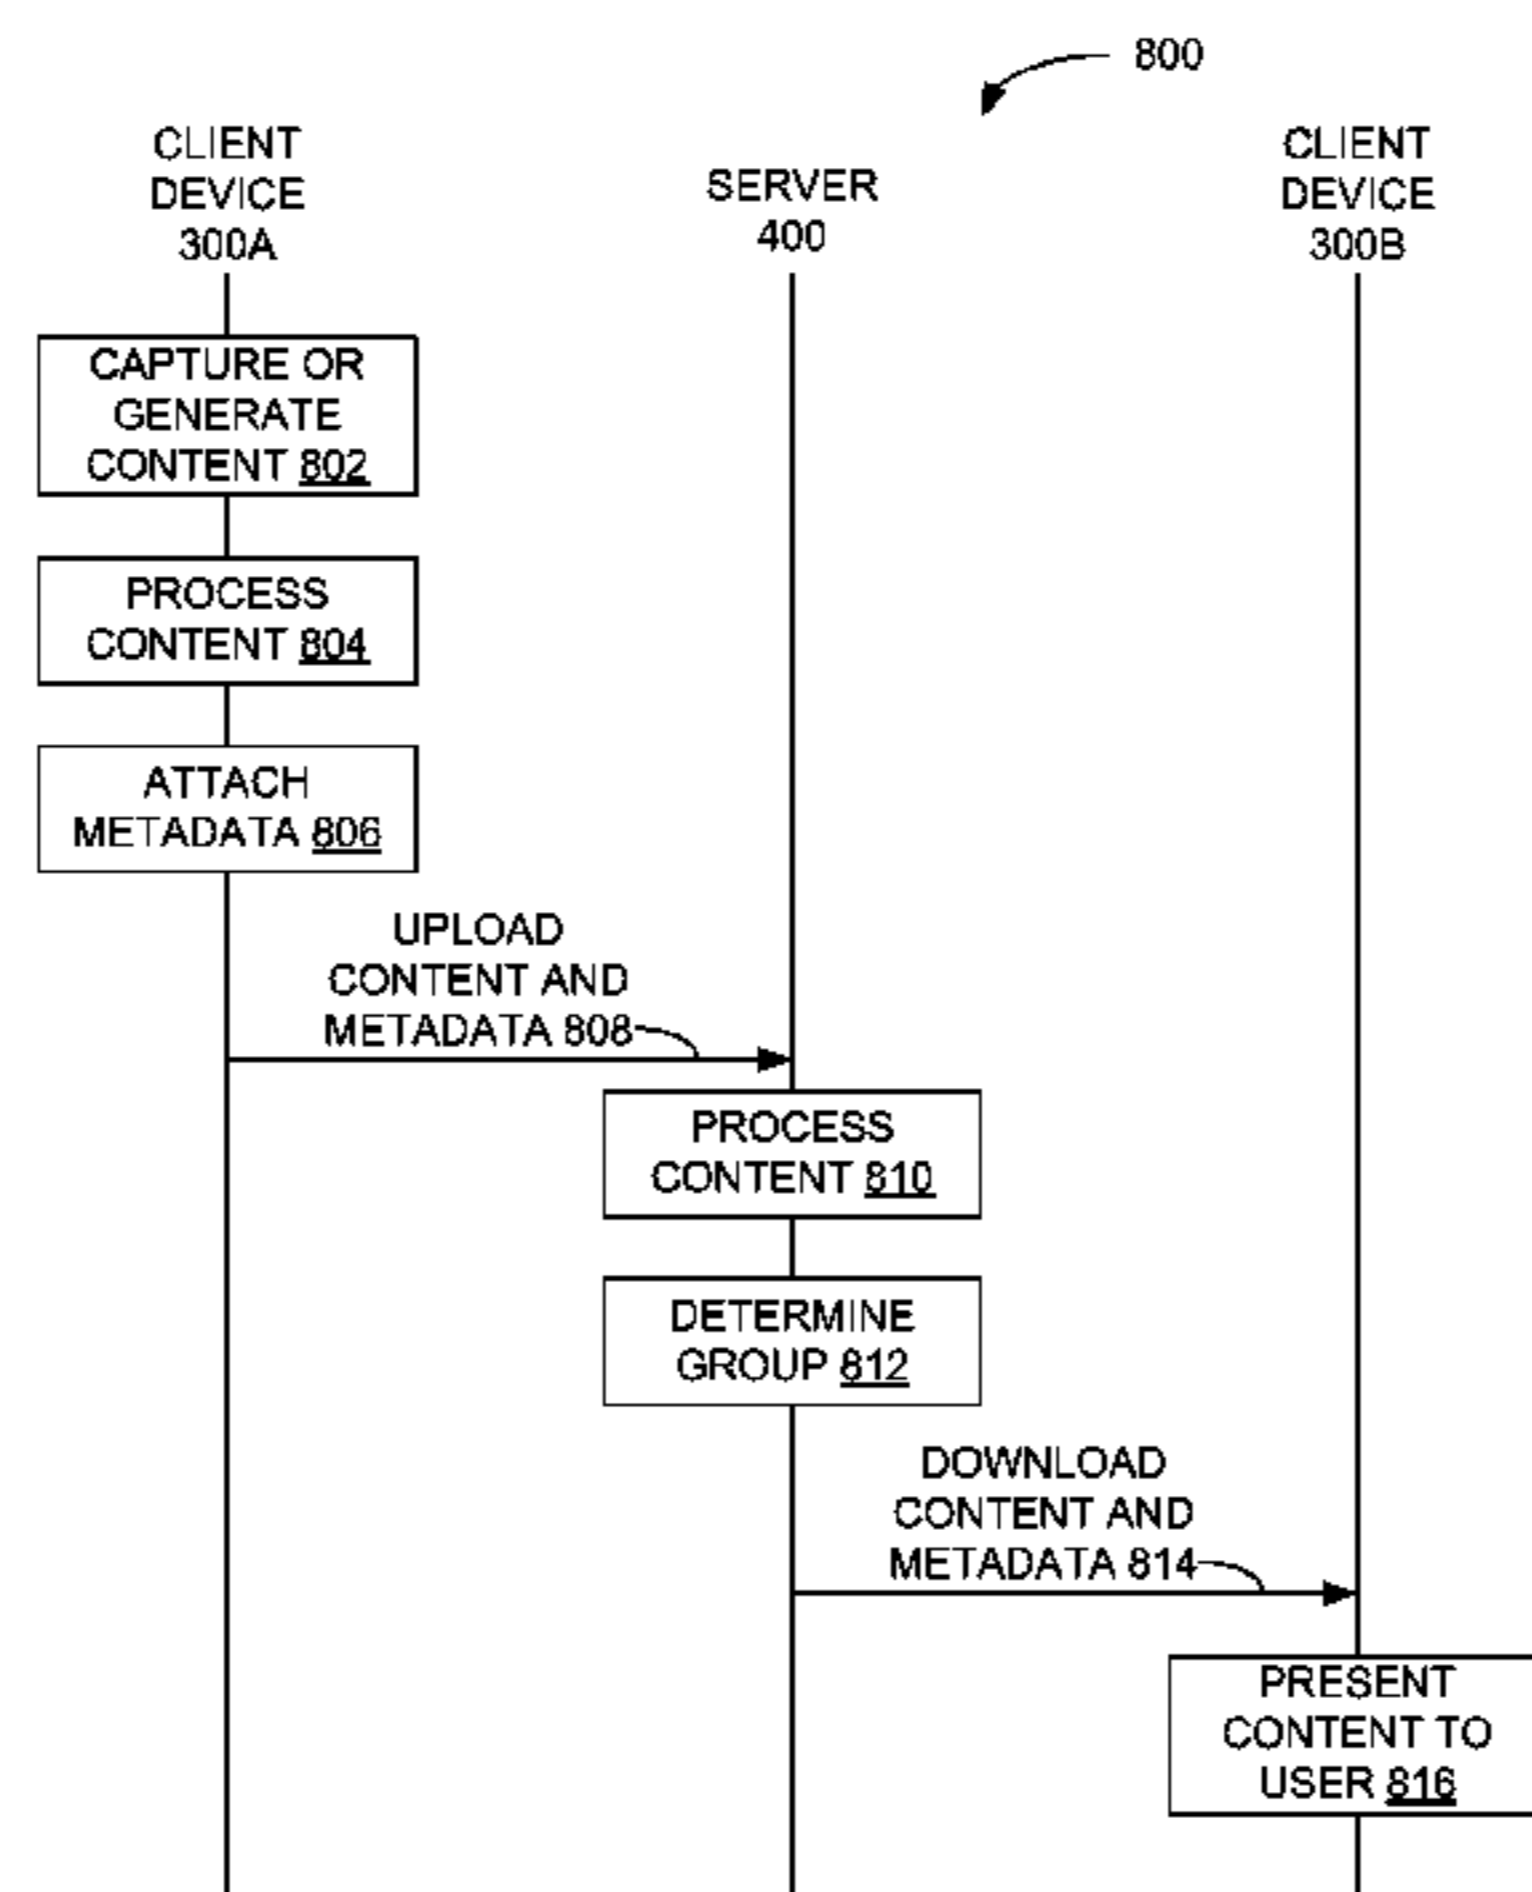 800
CLIENT
DEVICE
300A
SERVER
400
CLIENT
DEVICE
300B
CAPTURE OR
GENERATE
CONTENT 802
PROCESS
CONTENT 804
ATTACH
METADATA 806
UPLOAD
CONTENT AND
METADATA 808
PROCESS
CONTENT 810
DETERMINE
GROUP 812
DOWNLOAD
CONTENT AND
METADATA 814
PRESENT
CONTENT TO
USER 816